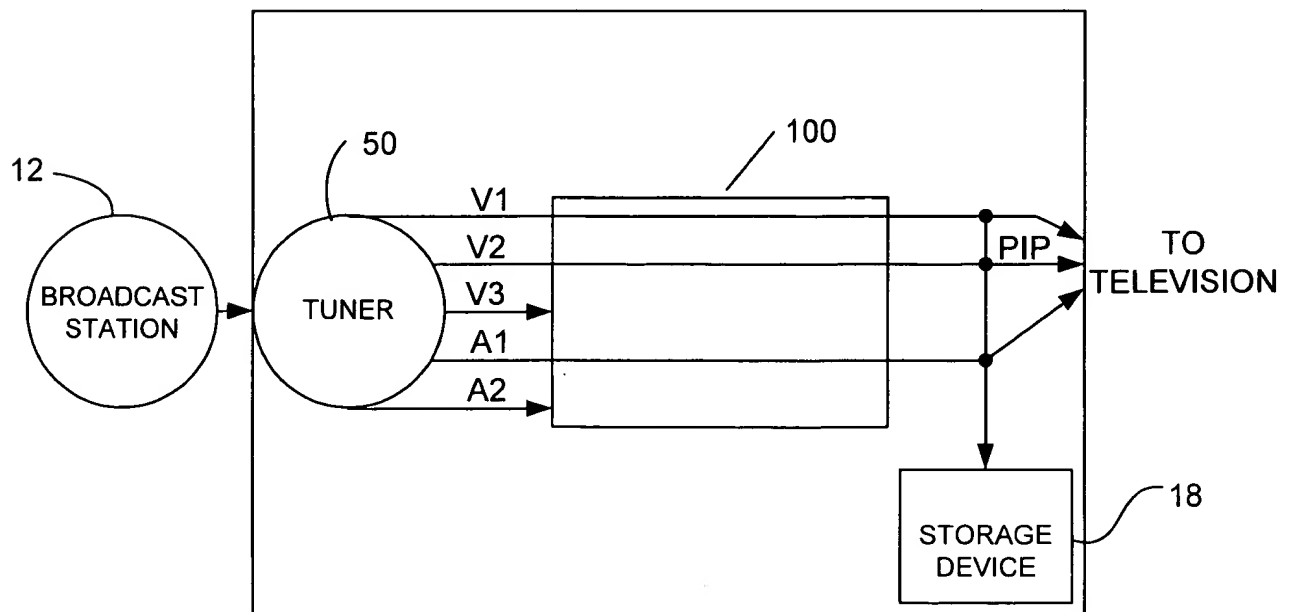 50
100
12
V1
V2
PIP
TO
TELEVISION
BROADCAST
STATION
TUNER
V3
A1
A2
18
STORAGE
DEVICE